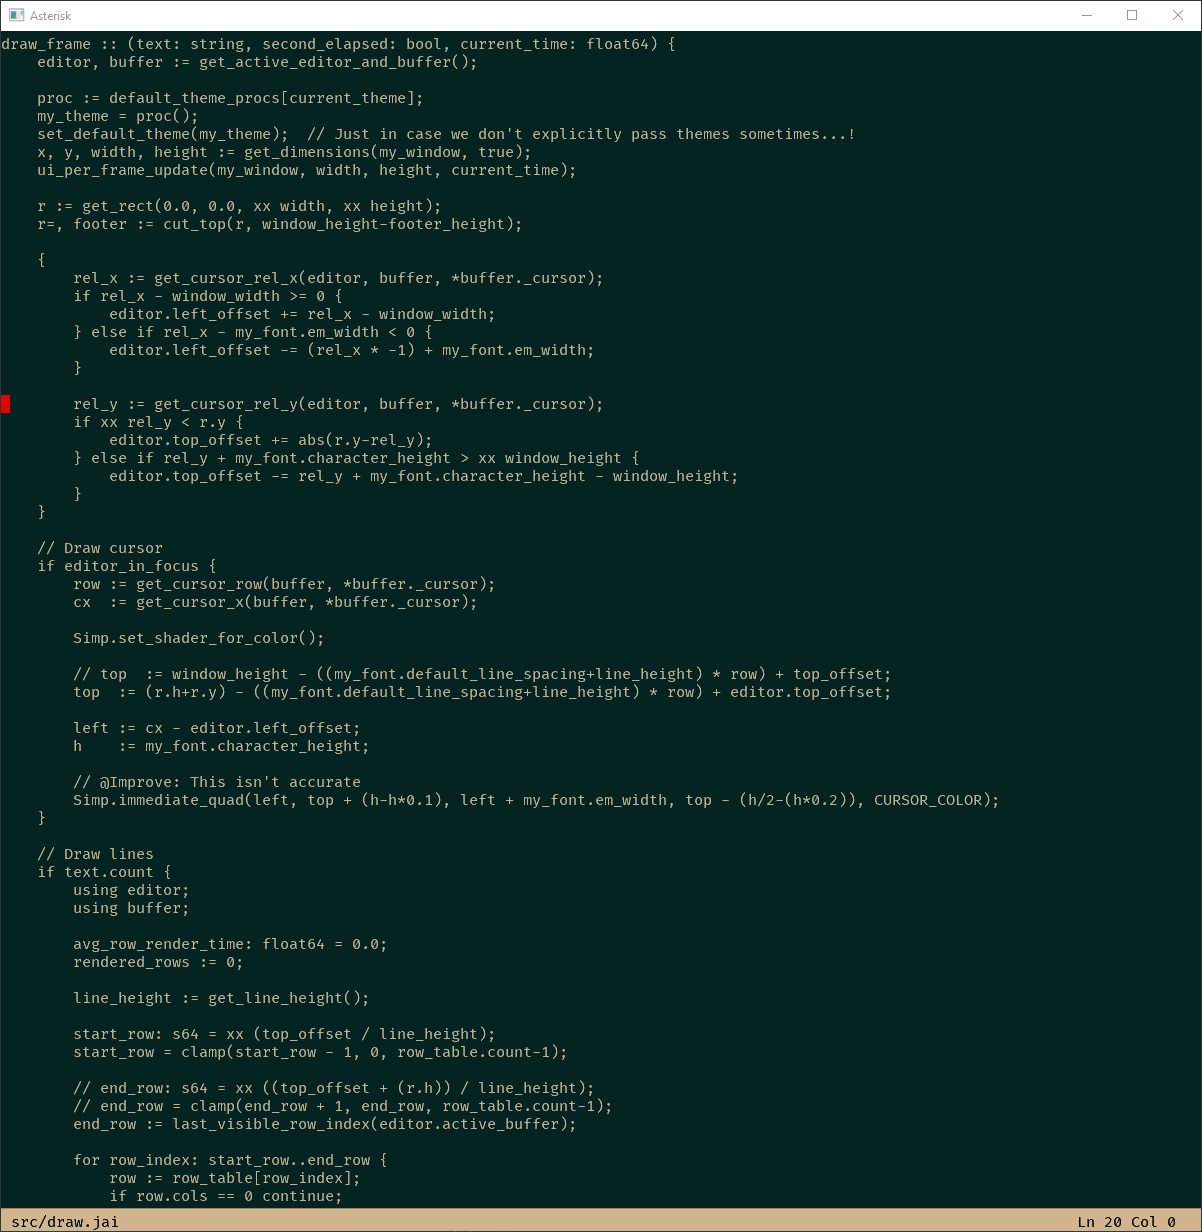 Asterisk
draw_frame :: (text: string, second_elapsed: bool, current_time: float64) {
    editor, buffer := get_active_editor_and_buffer();

    proc := default_theme_procs[current_theme];
    my_theme = proc();
    set_default_theme(my_theme);  // Just in case we don't explicitly pass themes sometimes...!
    x, y, width, height := get_dimensions(my_window, true);
    ui_per_frame_update(my_window, width, height, current_time);

    r := get_rect(0.0, 0.0, xx width, xx height);
    r=, footer := cut_top(r, window_height-footer_height);

    {
        rel_x := get_cursor_rel_x(editor, buffer, *buffer._cursor);
        if rel_x - window_width >= 0 {
            editor.left_offset += rel_x - window_width;
        } else if rel_x - my_font.em_width < 0 {
            editor.left_offset -= (rel_x * -1) + my_font.em_width;
        }

        rel_y := get_cursor_rel_y(editor, buffer, *buffer._cursor);
        if xx rel_y < r.y {
            editor.top_offset += abs(r.y-rel_y);
        } else if rel_y + my_font.character_height > xx window_height {
            editor.top_offset -= rel_y + my_font.character_height - window_height;
        }
    }

    // Draw cursor
    if editor_in_focus {
        row := get_cursor_row(buffer, *buffer._cursor);
        cx  := get_cursor_x(buffer, *buffer._cursor);

        Simp.set_shader_for_color();

        // top  := window_height - ((my_font.default_line_spacing+line_height) * row) + top_offset;
        top  := (r.h+r.y) - ((my_font.default_line_spacing+line_height) * row) + editor.top_offset;

        left := cx - editor.left_offset;
        h    := my_font.character_height;

        // @Improve: This isn't accurate
        Simp.immediate_quad(left, top + (h-h*0.1), left + my_font.em_width, top - (h/2-(h*0.2)), CURSOR_COLOR);
    }

    // Draw lines
    if text.count {
        using editor;
        using buffer;

        avg_row_render_time: float64 = 0.0;
        rendered_rows := 0;

        line_height := get_line_height();

        start_row: s64 = xx (top_offset / line_height);
        start_row = clamp(start_row - 1, 0, row_table.count-1);

        // end_row: s64 = xx ((top_offset + (r.h)) / line_height);
        // end_row = clamp(end_row + 1, end_row, row_table.count-1);
        end_row := last_visible_row_index(editor.active_buffer);

        for row_index: start_row..end_row {
            row := row_table[row_index];
            if row.cols == 0 continue;
src/draw.jai
Ln 20 Col 0